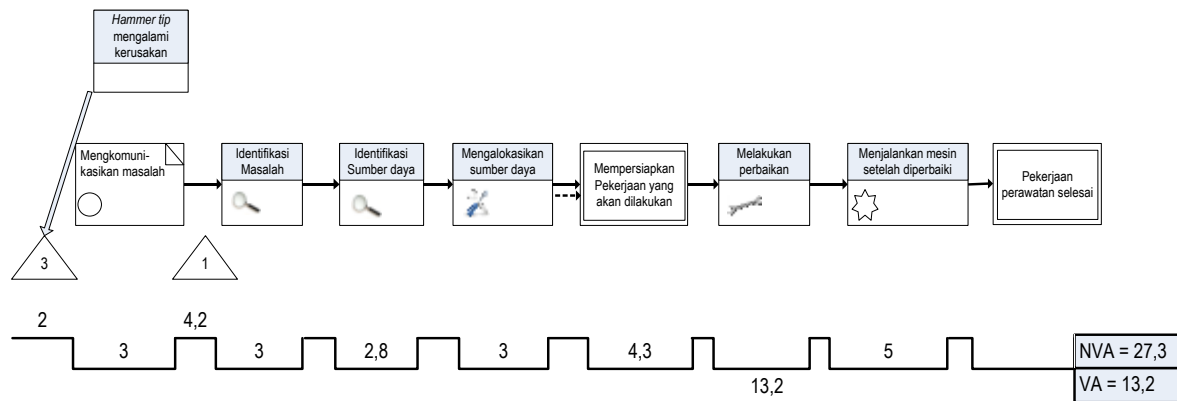 Hammer tip
mengalami
kerusakan
Mengkomuni-
kasikan masalah
Identifikasi
Masalah
Identifikasi
Sumber daya
Mengalokasikan
sumber daya
Mempersiapkan
Pekerjaan yang
akan dilakukan
Melakukan
perbaikan
Menjalankan mesin
setelah diperbaiki
Pekerjaan
perawatan selesai
3
1
2
3
4,2
3
2,8
3
4,3
13,2
5
NVA = 27,3
VA = 13,2